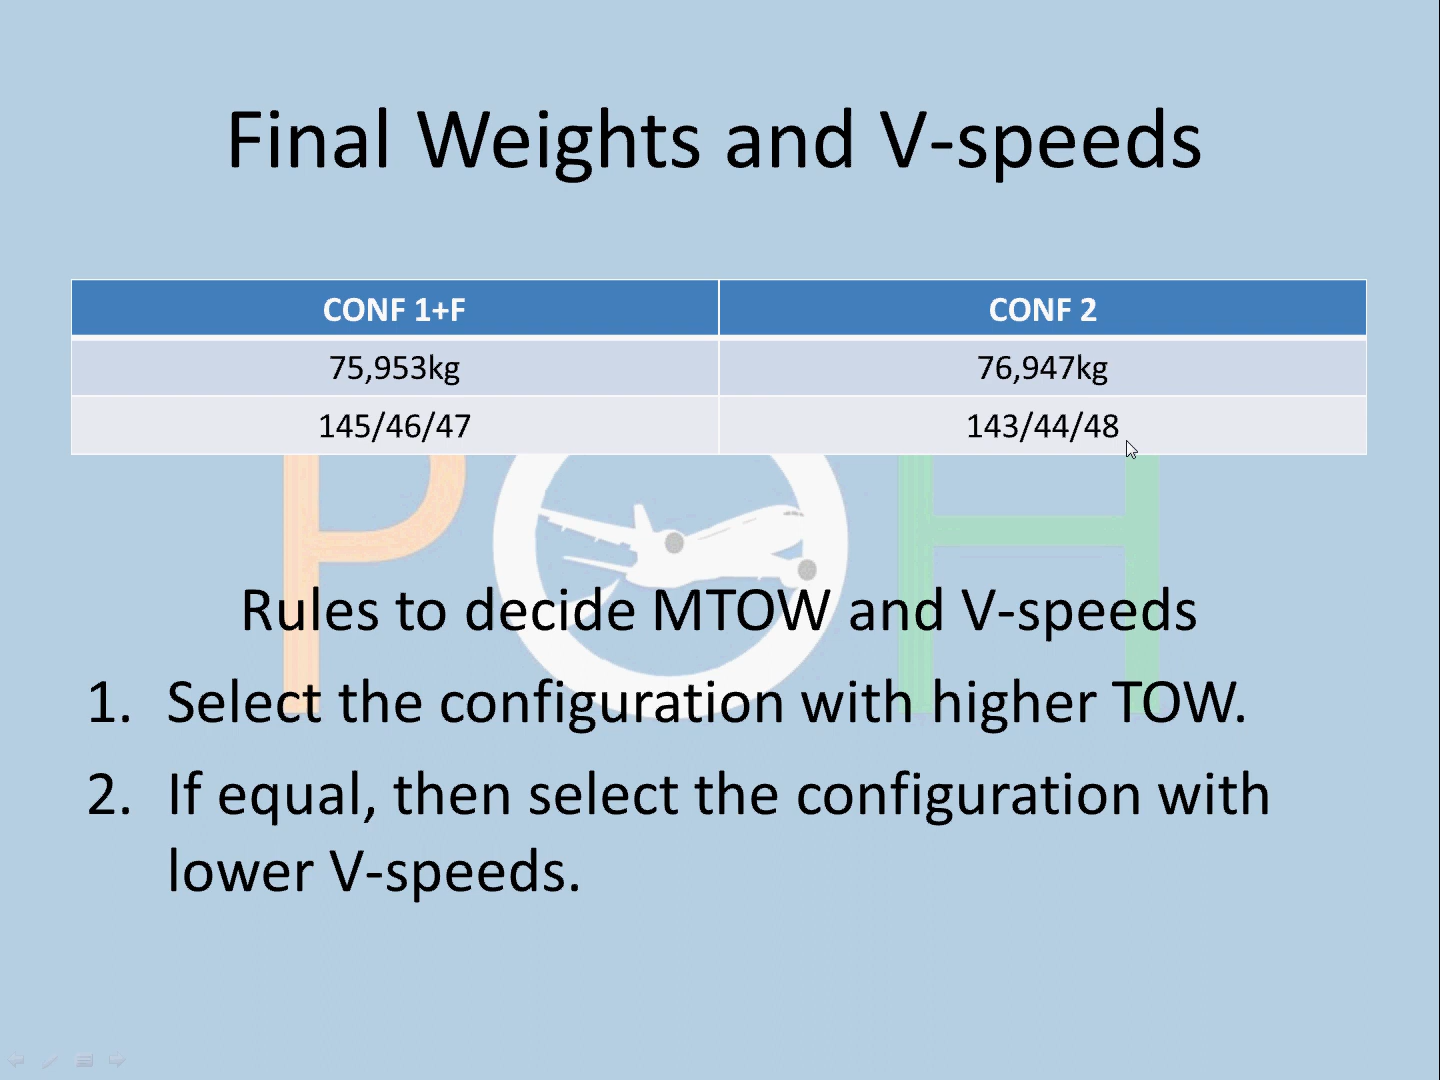 Final Weights and V-speeds
CONF 1+F
CONF 2
75,953kg
76,947kg
145/46/47
143/44/48
P H
Rules to decide MTOW and V-speeds
1. Select the configuration with higher TOW.
2. If equal, then select the configuration with
lower V-speeds.